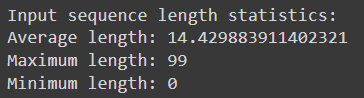 Input sequence length statistics:
Average length: 14.429883911402321
Maximum length: 99
Minimum length: 0